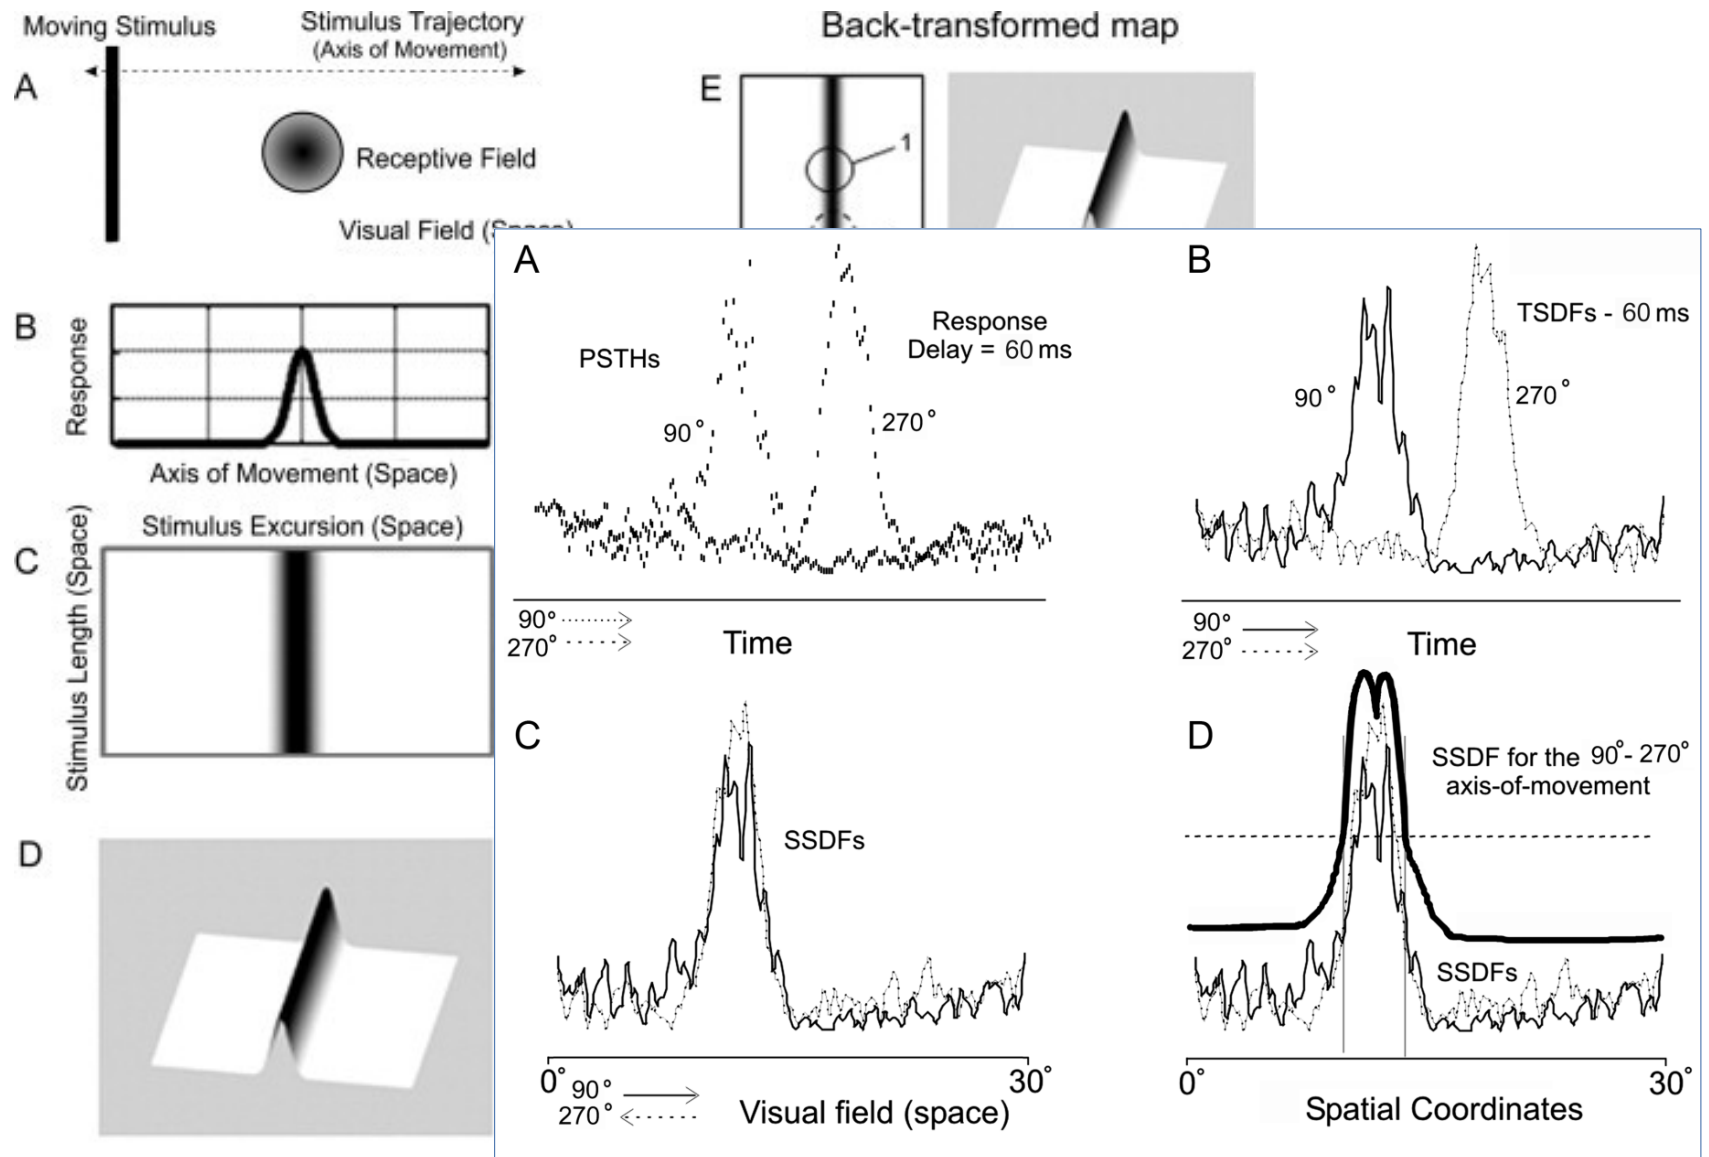 Moving Stimulus
Stimulus Trajectory
(Axis of Movement)
A
Receptive Field
Visual Field (Space)
B
Response
Axis of Movement (Space)
C
Stimulus Excursion (Space)
Stimulus Length (Space)
D
Back-transformed map
E
1
A
PSTHs
Response
Delay = 60 ms
90°
270°
90°
270°
Time
B
TSDFs - 60 ms
90°
270°
90°
270°
Time
C
SSDFs
0°
30°
90°
270°
Visual field (space)
D
SSDF for the 90°- 270°
axis-of-movement
SSDFs
0°
30°
Spatial Coordinates